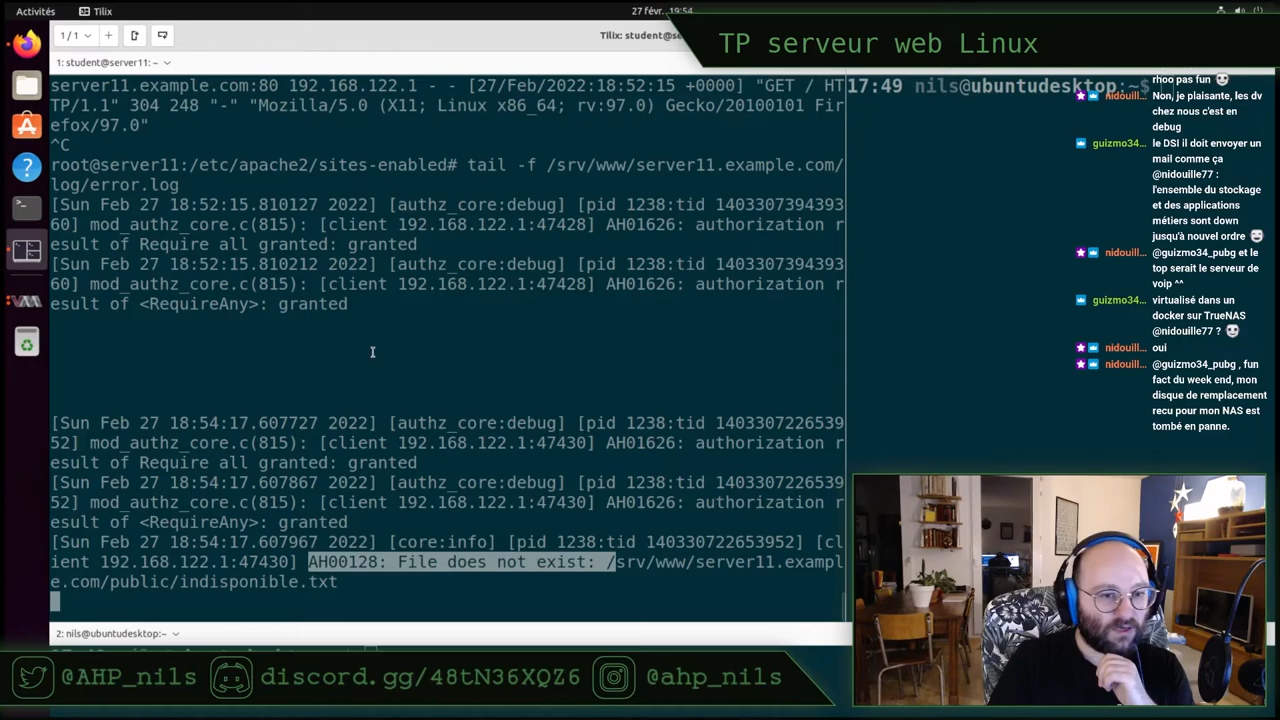 Activités
Tilix
27 févr. 19:54
1 / 1
Tilix: student@se
TP serveur web Linux
1: student@server11: ~
server11.example.com:80 192.168.122.1 - - [27/Feb/2022:18:52:15 +0000] "GET / HT
TP/1.1" 304 248 "-" "Mozilla/5.0 (X11; Linux x86_64; rv:97.0) Gecko/20100101 Fir
efox/97.0"
^C
root@server11:/etc/apache2/sites-enabled# tail -f /srv/www/server11.example.com/
log/error.log
[Sun Feb 27 18:52:15.810127 2022] [authz_core:debug] [pid 1238:tid 1403307394393
60] mod_authz_core.c(815): [client 192.168.122.1:47428] AH01626: authorization r
esult of Require all granted: granted
[Sun Feb 27 18:52:15.810212 2022] [authz_core:debug] [pid 1238:tid 1403307394393
60] mod_authz_core.c(815): [client 192.168.122.1:47428] AH01626: authorization r
esult of <RequireAny>: granted
[Sun Feb 27 18:54:17.607727 2022] [authz_core:debug] [pid 1238:tid 1403307226539
52] mod_authz_core.c(815): [client 192.168.122.1:47430] AH01626: authorization r
esult of Require all granted: granted
[Sun Feb 27 18:54:17.607867 2022] [authz_core:debug] [pid 1238:tid 1403307226539
52] mod_authz_core.c(815): [client 192.168.122.1:47430] AH01626: authorization r
esult of <RequireAny>: granted
[Sun Feb 27 18:54:17.607967 2022] [core:info] [pid 1238:tid 140330722653952] [cl
ient 192.168.122.1:47430] AH00128: File does not exist: /srv/www/server11.exampl
e.com/public/indisponible.txt
2: nils@ubuntudesktop:~
17:49 nils@ubuntudesktop:~$
rhoo pas fun
nidouill... Non, je plaisante, les dv
chez nous c'est en
debug
guizmo34... le DSI il doit envoyer un
mail comme ça
@nidouille77 :
l'ensemble du stockage
et des applications
métiers sont down
jusqu'à nouvel ordre
nidouill... @guizmo34_pubg et le
top serait le serveur de
voip ^^
guizmo34... virtualisé dans un
docker sur TrueNAS
@nidouille77 ?
nidouill... oui
nidouill... @guizmo34_pubg , fun
fact du week end, mon
disque de remplacement
recu pour mon NAS est
tombé en panne.
@AHP_nils
discord.gg/48tN36XQZ6
@ahp_nils